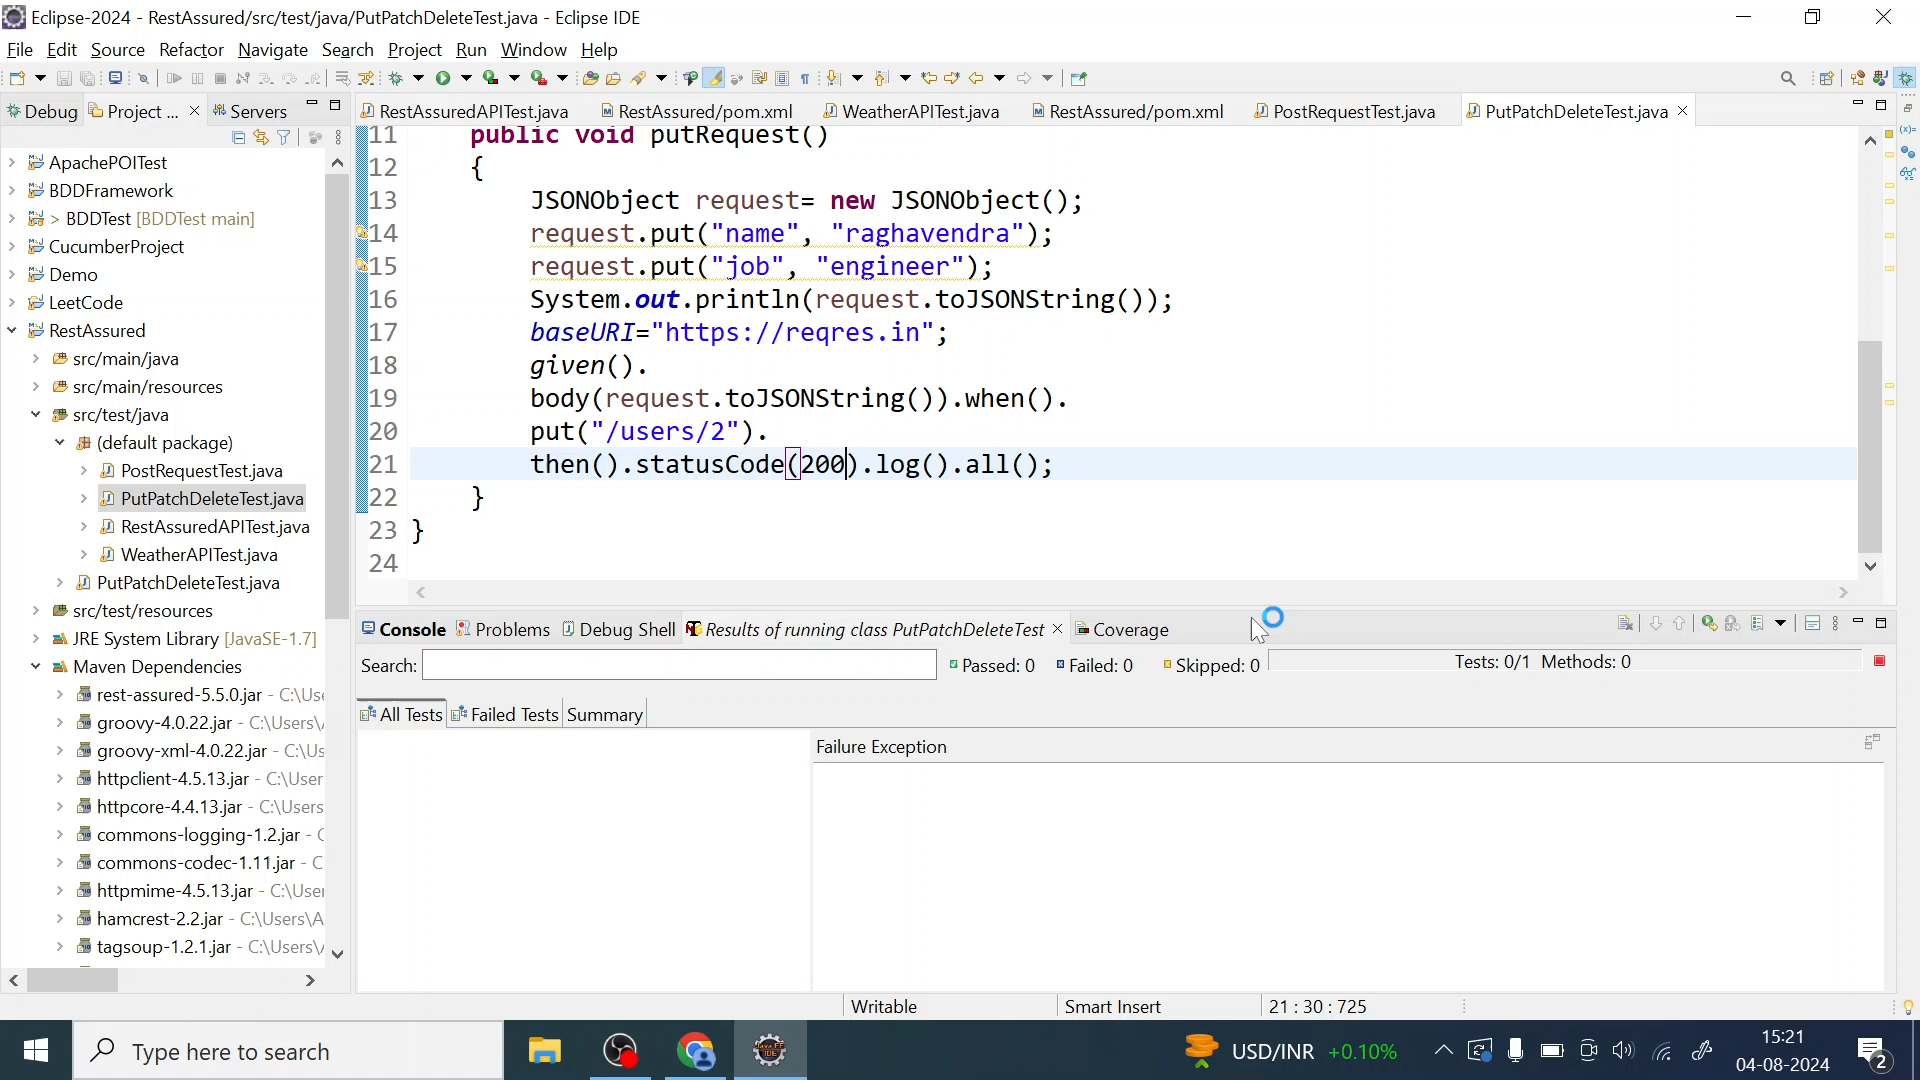 Eclipse-2024 - RestAssured/src/test/java/PutPatchDeleteTest.java - Eclipse IDE
File Edit Source Refactor Navigate Search Project Run Window Help
Debug Project ... Servers
RestAssuredAPITest.java RestAssured/pom.xml WeatherAPITest.java RestAssured/pom.xml PostRequestTest.java PutPatchDeleteTest.java
ApachePOITest
BDDFramework
> BDDTest [BDDTest main]
CucumberProject
Demo
LeetCode
RestAssured
src/main/java
src/main/resources
src/test/java
(default package)
PostRequestTest.java
PutPatchDeleteTest.java
RestAssuredAPITest.java
WeatherAPITest.java
PutPatchDeleteTest.java
src/test/resources
JRE System Library [JavaSE-1.7]
Maven Dependencies
rest-assured-5.5.0.jar - C:\Use
groovy-4.0.22.jar - C:\Users\
groovy-xml-4.0.22.jar - C:\Us
httpclient-4.5.13.jar - C:\User
httpcore-4.4.13.jar - C:\Users
commons-logging-1.2.jar - C
commons-codec-1.11.jar - C
httpmime-4.5.13.jar - C:\User
hamcrest-2.2.jar - C:\Users\A
tagsoup-1.2.1.jar - C:\Users\
11 public void putRequest()
12 {
13 JSONObject request= new JSONObject();
14 request.put("name", "raghavendra");
15 request.put("job", "engineer");
16 System.out.println(request.toJSONString());
17 baseURI="https://reqres.in";
18 given().
19 body(request.toJSONString()).when().
20 put("/users/2").
21 then().statusCode(200).log().all();
22 }
23 }
24
Console Problems Debug Shell Results of running class PutPatchDeleteTest Coverage
Search: Passed: 0 Failed: 0 Skipped: 0 Tests: 0/1 Methods: 0
All Tests Failed Tests Summary
Failure Exception
Writable Smart Insert 21 : 30 : 725
Type here to search
USD/INR +0.10%
15:21
04-08-2024
2